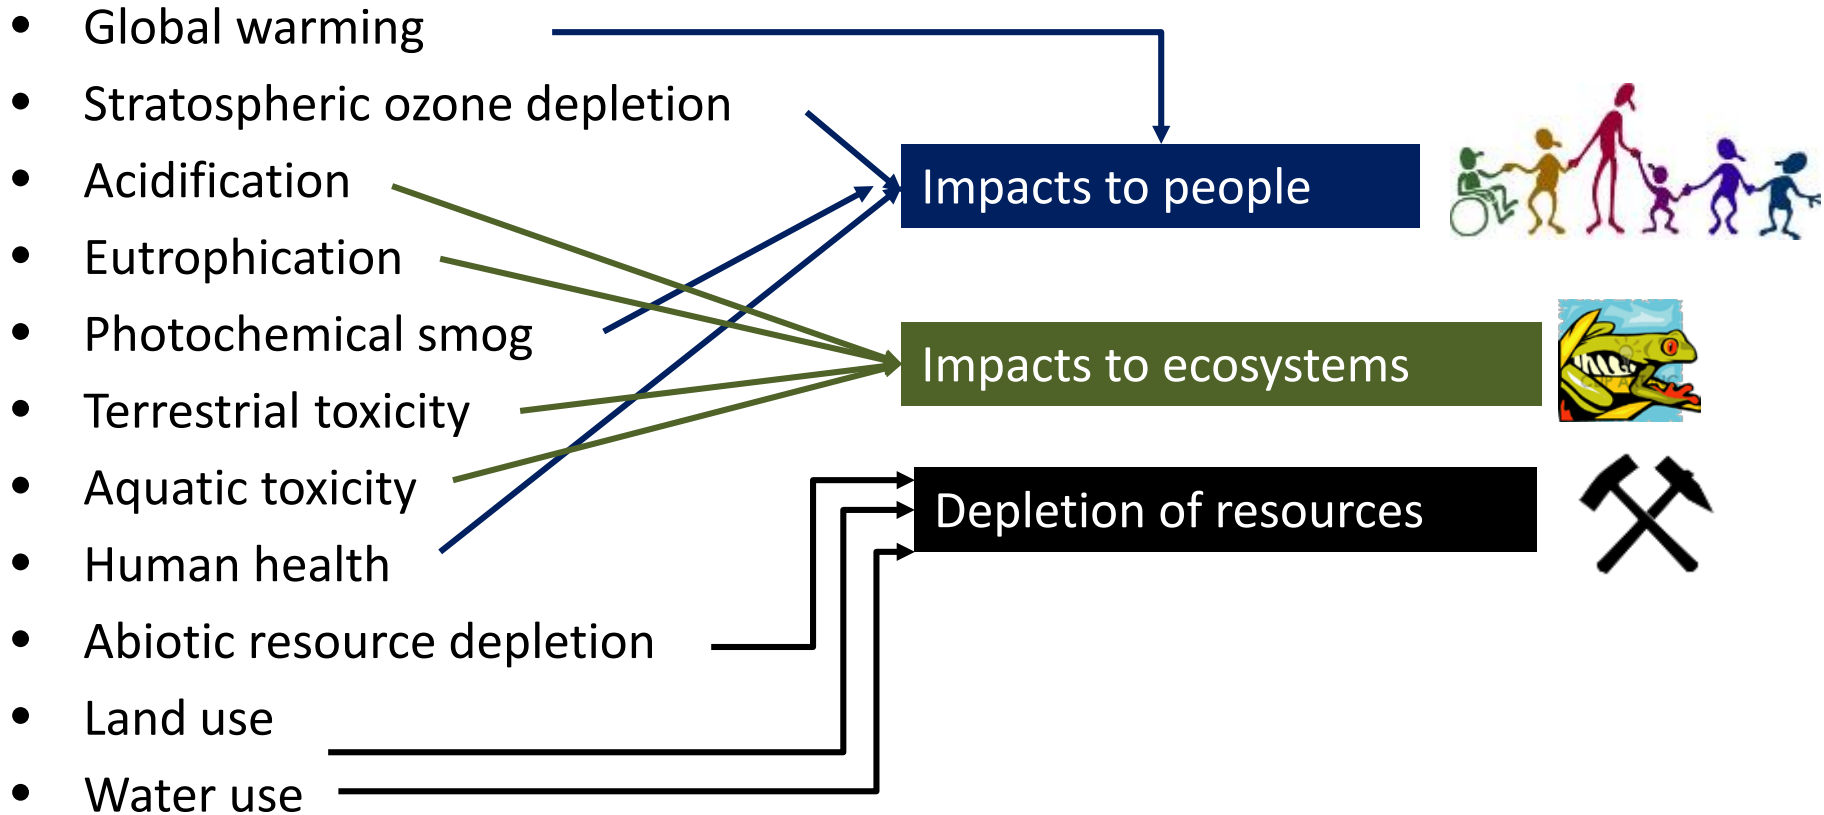 • Global warming
• Stratospheric ozone depletion
• Acidification
• Eutrophication
• Photochemical smog
• Terrestrial toxicity
• Aquatic toxicity
• Human health
• Abiotic resource depletion
• Land use
• Water use
Impacts to people
Impacts to ecosystems
Depletion of resources